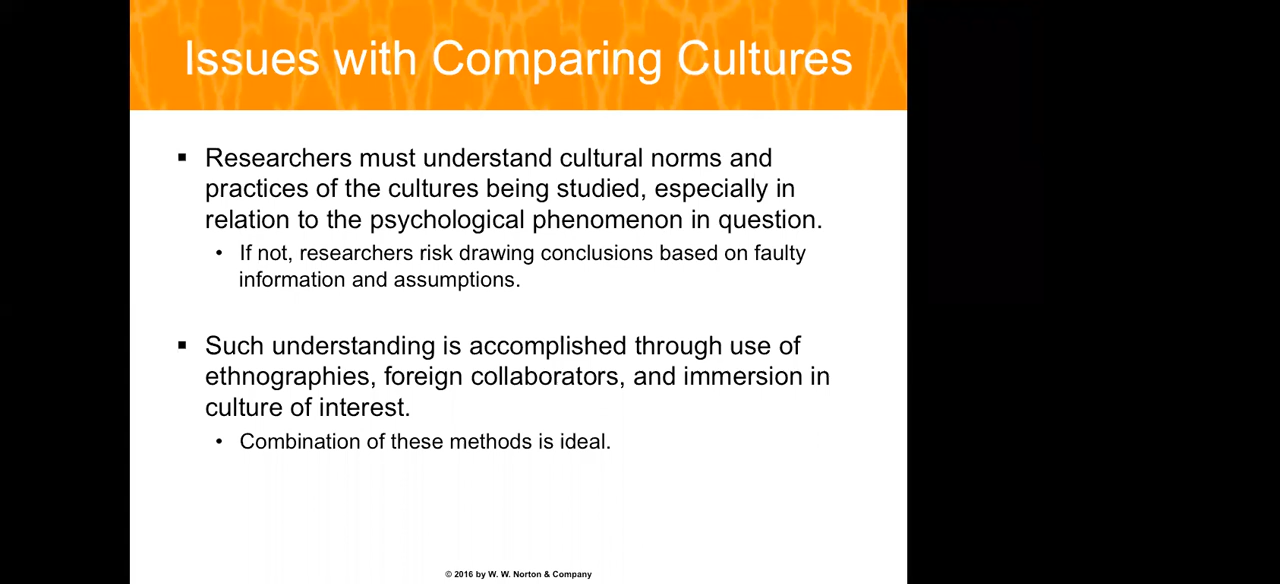 Issues with Comparing Cultures
▪ Researchers must understand cultural norms and
practices of the cultures being studied, especially in
relation to the psychological phenomenon in question.
• If not, researchers risk drawing conclusions based on faulty
information and assumptions.
▪ Such understanding is accomplished through use of
ethnographies, foreign collaborators, and immersion in
culture of interest.
• Combination of these methods is ideal.
© 2016 by W. W. Norton & Company